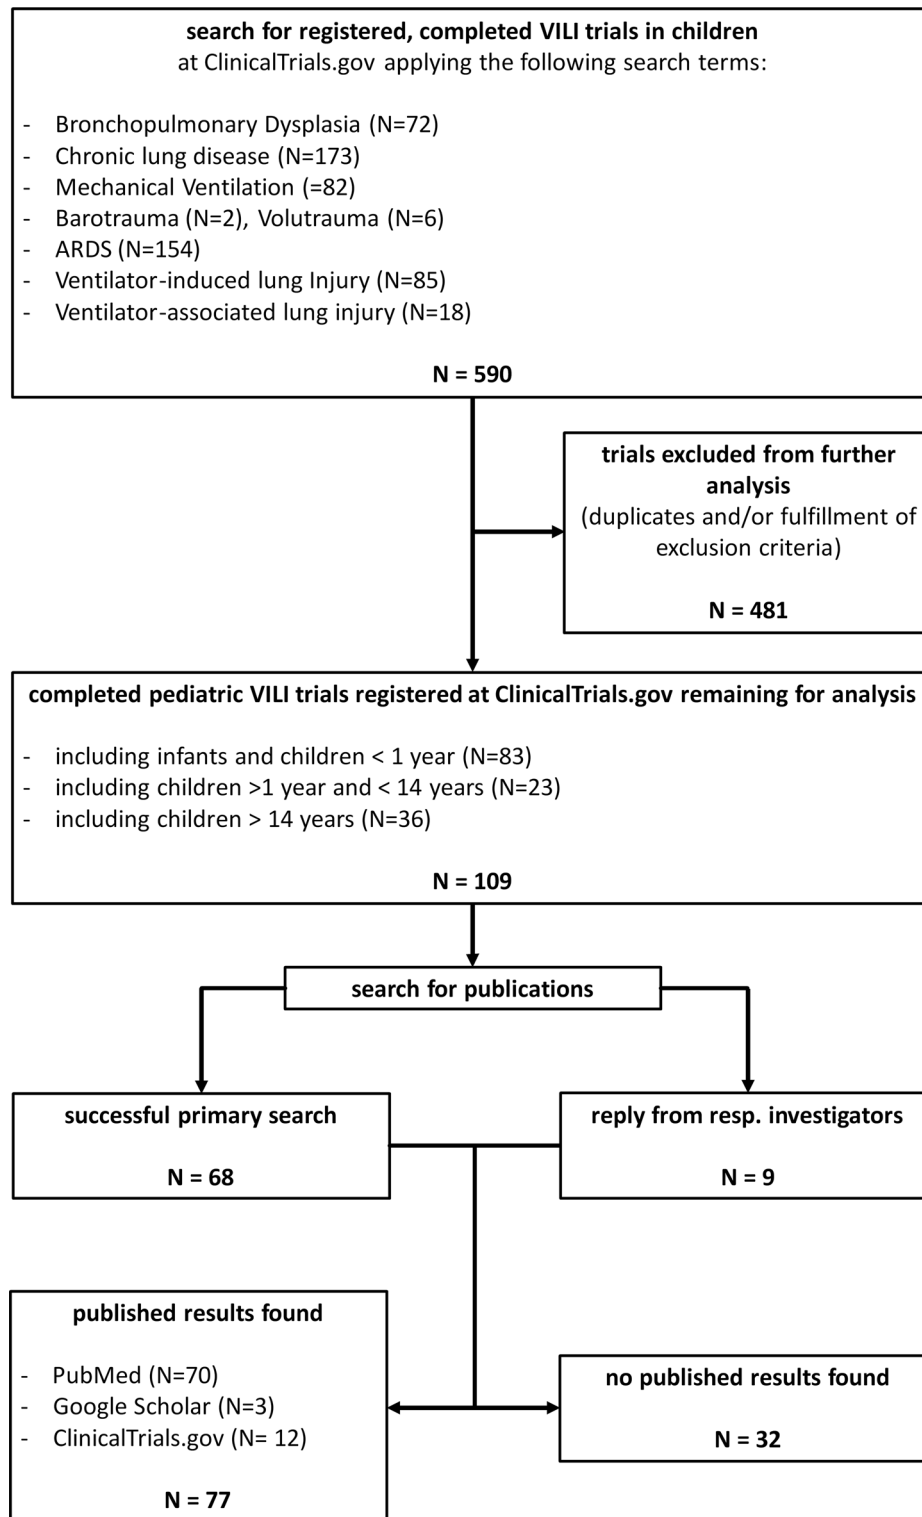 search for registered, completed VILI trials in children
at ClinicalTrials.gov applying the following search terms:
- Bronchopulmonary Dysplasia (N=72)
- Chronic lung disease (N=173)
- Mechanical Ventilation (=82)
- Barotrauma (N=2), Volutrauma (N=6)
- ARDS (N=154)
- Ventilator-induced lung Injury (N=85)
- Ventilator-associated lung injury (N=18)
N = 590
trials excluded from further
analysis
(duplicates and/or fulfillment of
exclusion criteria)
N = 481
completed pediatric VILI trials registered at ClinicalTrials.gov remaining for analysis
- including infants and children < 1 year (N=83)
- including children >1 year and < 14 years (N=23)
- including children > 14 years (N=36)
N = 109
search for publications
successful primary search
N = 68
reply from resp. investigators
N = 9
published results found
- PubMed (N=70)
- Google Scholar (N=3)
- ClinicalTrials.gov (N= 12)
N = 77
no published results found
N = 32